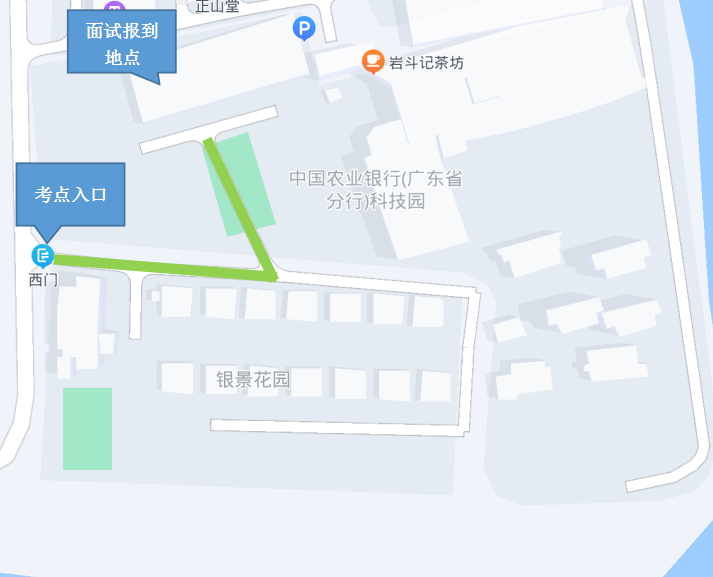 正山堂
面试报到
地点
P
岩斗记茶坊
考点入口
中国农业银行(广东省
分行)科技园
西门
银景花园